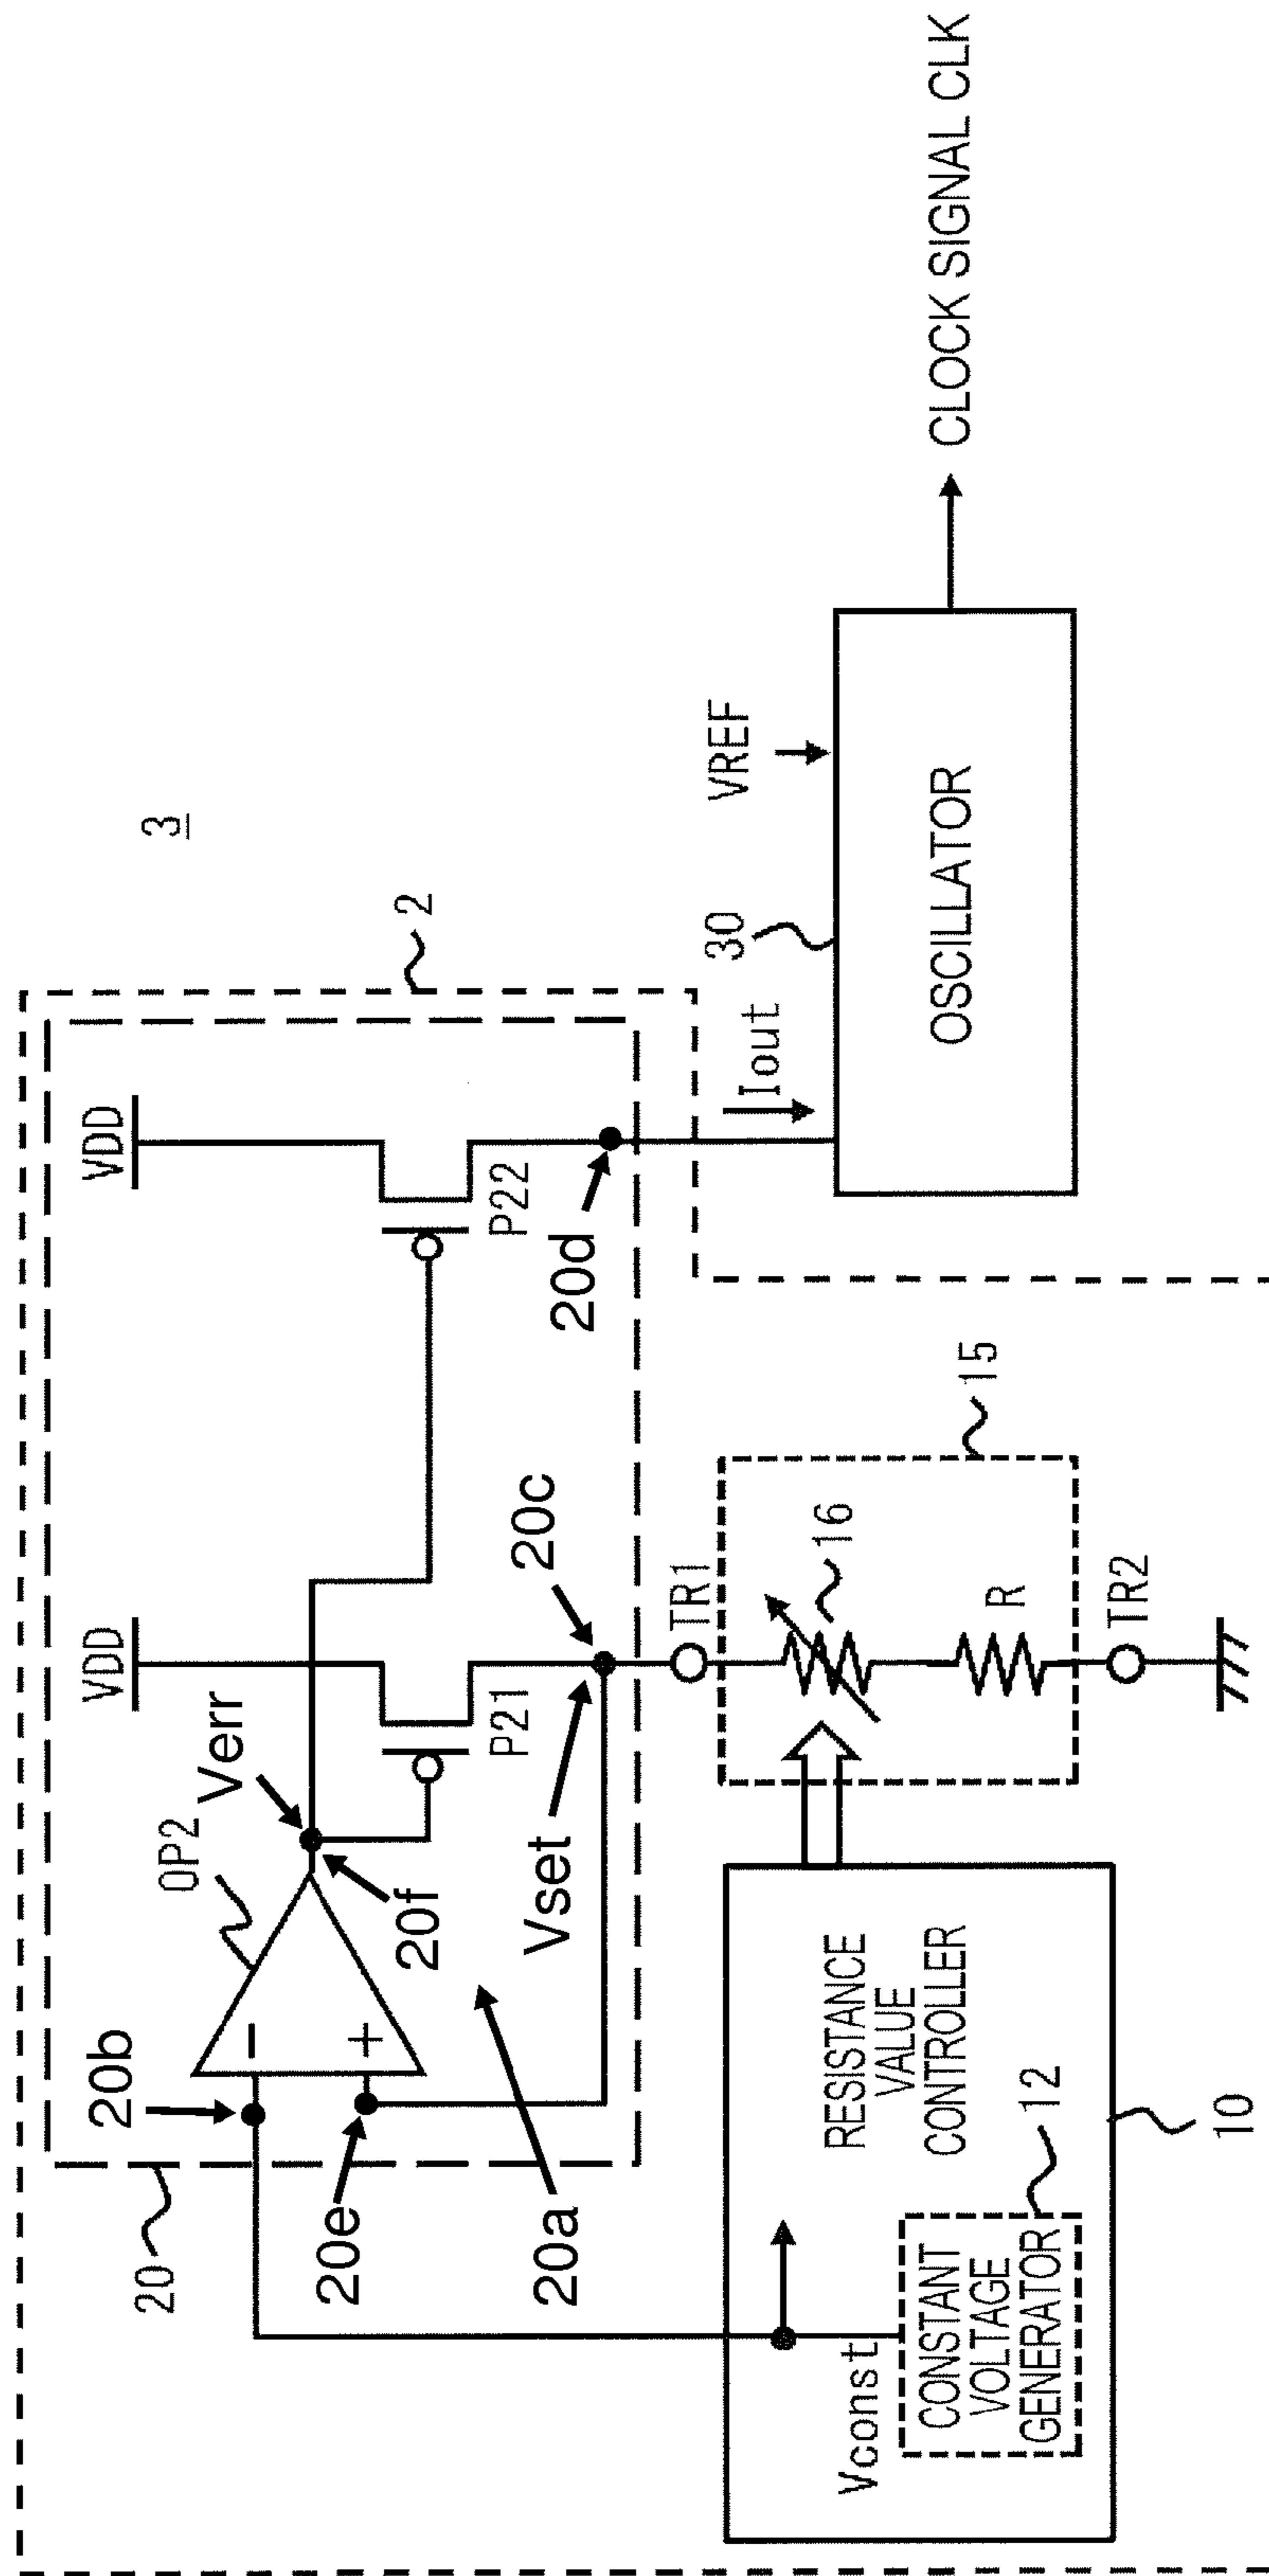 3
2
20
VDD
VDD
Verr
OP2
20b
20f
P21
P22
20e
20a
Vset
20c
20d
TR1
Iout
30
VREF
15
16
R
TR2
RESISTANCE
VALUE
CONTROLLER
Vconst
CONSTANT
VOLTAGE
GENERATOR
12
10
OSCILLATOR
CLOCK SIGNAL CLK
−
+